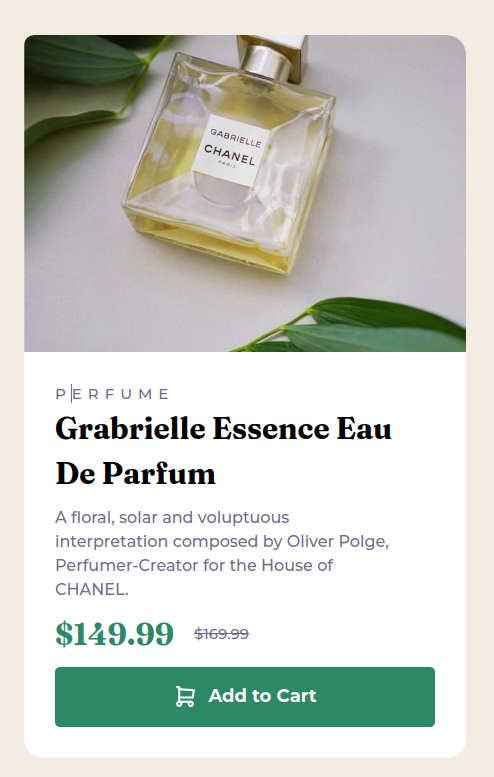 GABRIELLE
CHANEL
PARIS
PERFUME
Grabrielle Essence Eau
De Parfum
A floral, solar and voluptuous
interpretation composed by Oliver Polge,
Perfumer-Creator for the House of
CHANEL.
$149.99 $169.99
Add to Cart